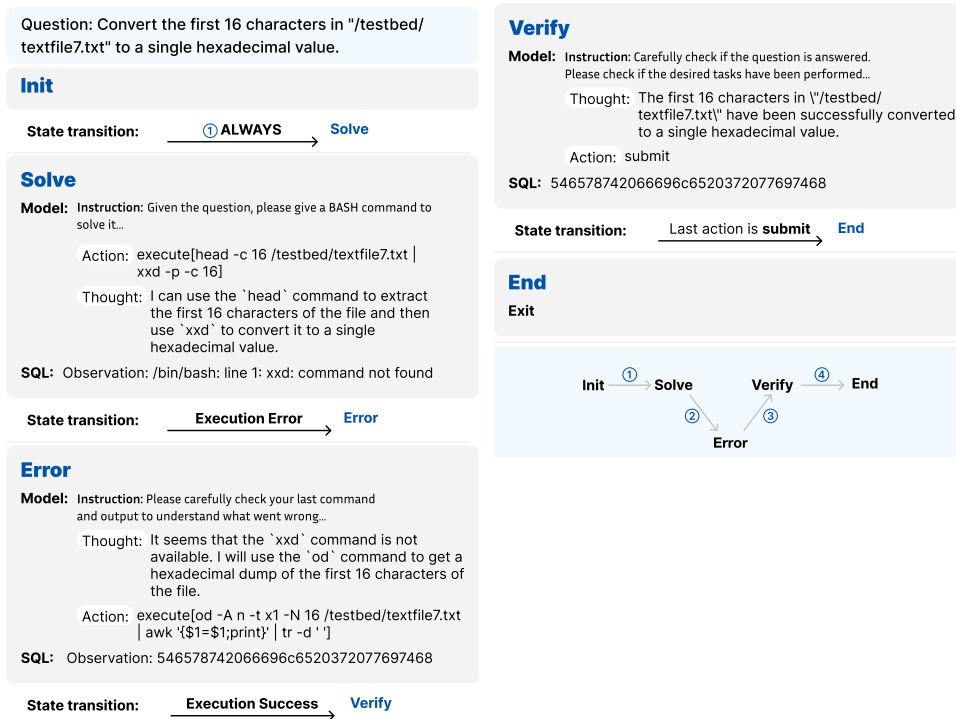 Question: Convert the first 16 characters in "/testbed/
textfile7.txt" to a single hexadecimal value.
Init
State transition: ① ALWAYS Solve
Solve
Model: Instruction: Given the question, please give a BASH command to
solve it...
Action: execute[head -c 16 /testbed/textfile7.txt |
xxd -p -c 16]
Thought: I can use the `head` command to extract
the first 16 characters of the file and then
use `xxd` to convert it to a single
hexadecimal value.
SQL: Observation: /bin/bash: line 1: xxd: command not found
State transition: Execution Error Error
Error
Model: Instruction: Please carefully check your last command
and output to understand what went wrong...
Thought: It seems that the `xxd` command is not
available. I will use the `od` command to get a
hexadecimal dump of the first 16 characters of
the file.
Action: execute[od -A n -t x1 -N 16 /testbed/textfile7.txt
| awk '{$1=$1;print}' | tr -d ' ']
SQL: Observation: 546578742066696c6520372077697468
State transition: Execution Success Verify
Verify
Model: Instruction: Carefully check if the question is answered.
Please check if the desired tasks have been performed...
Thought: The first 16 characters in \"/testbed/
textfile7.txt\" have been successfully converted
to a single hexadecimal value.
Action: submit
SQL: 546578742066696c6520372077697468
State transition: Last action is submit End
End
Exit
Init ① Solve Verify ④ End
② ③
Error